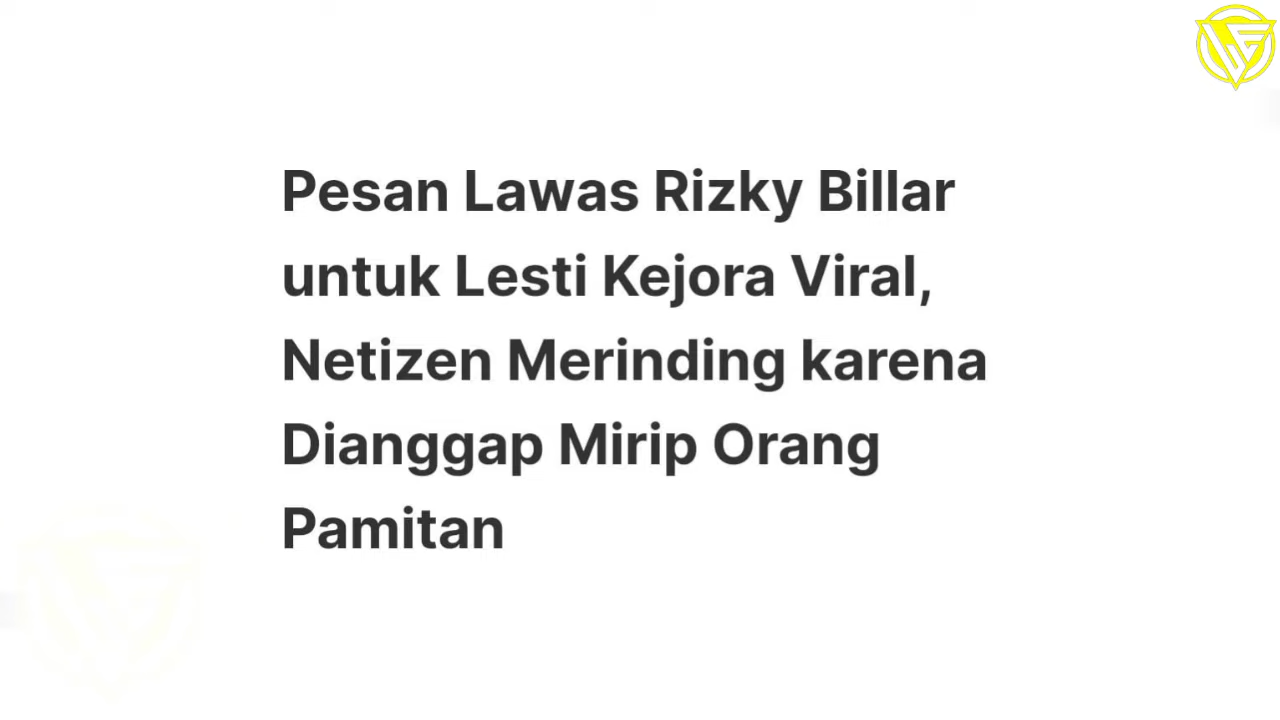 Pesan Lawas Rizky Billar
untuk Lesti Kejora Viral,
Netizen Merinding karena
Dianggap Mirip Orang
Pamitan